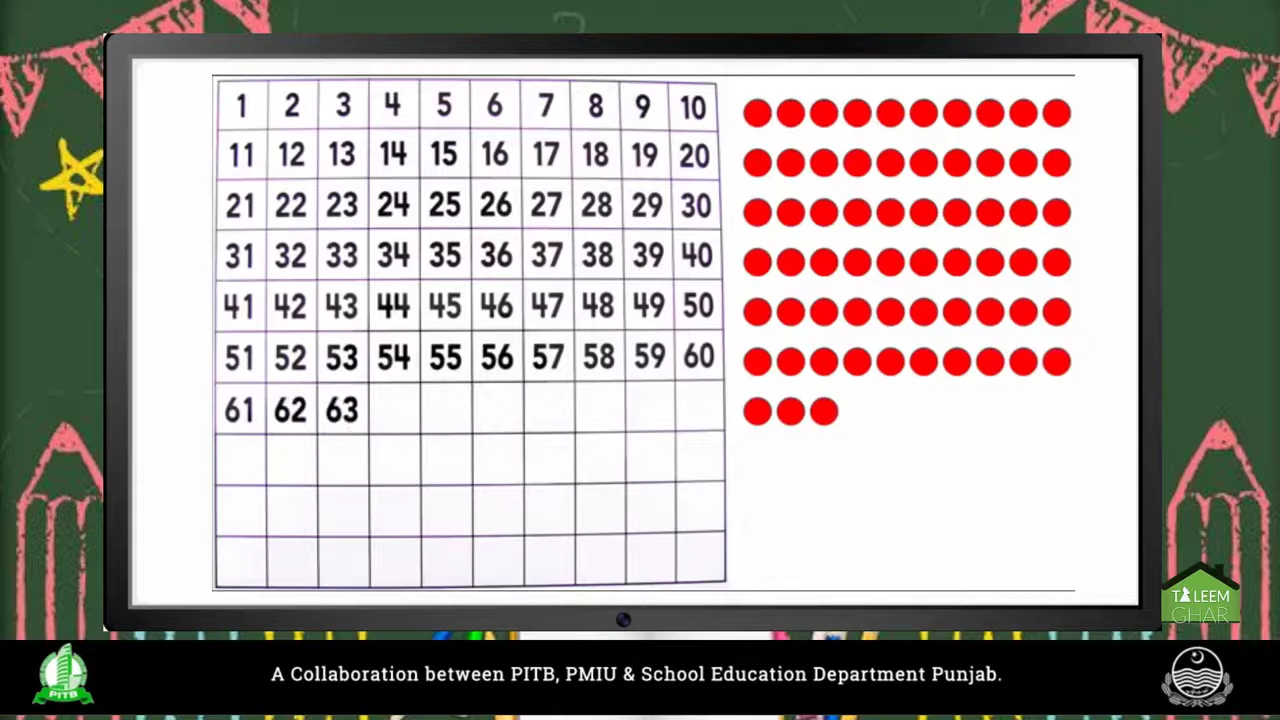 1 2 3 4 5 6 7 8 9 10
11 12 13 14 15 16 17 18 19 20
21 22 23 24 25 26 27 28 29 30
31 32 33 34 35 36 37 38 39 40
41 42 43 44 45 46 47 48 49 50
51 52 53 54 55 56 57 58 59 60
61 62 63
TALEEM
GHAR
PITB
A Collaboration between PITB, PMIU & School Education Department Punjab.